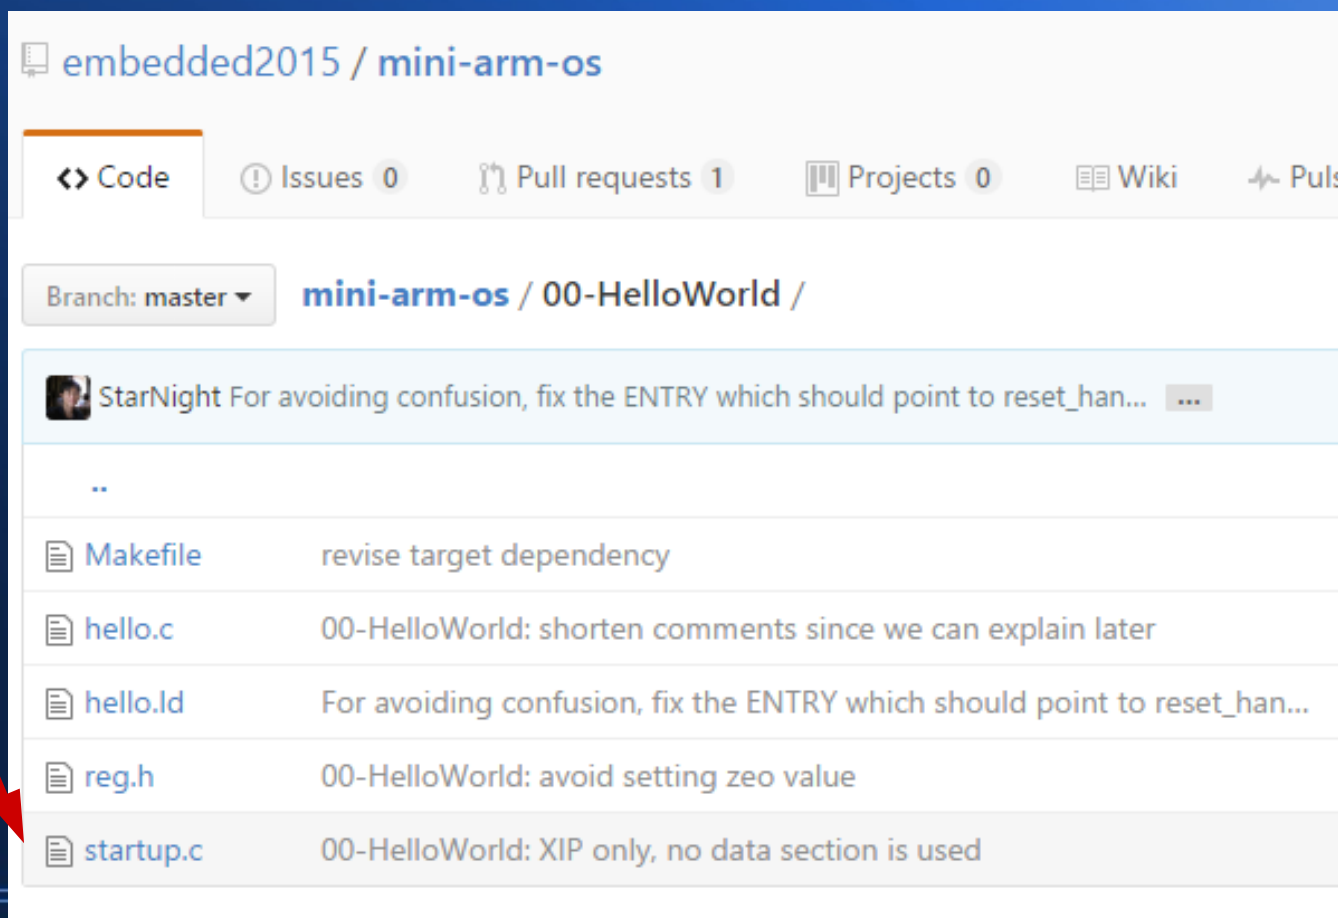 embedded2015 / mini-arm-os
<> Code Issues 0 Pull requests 1 Projects 0 Wiki Puls
Branch: master mini-arm-os / 00-HelloWorld /
StarNight For avoiding confusion, fix the ENTRY which should point to reset_han... ...
..
Makefile revise target dependency
hello.c 00-HelloWorld: shorten comments since we can explain later
hello.ld For avoiding confusion, fix the ENTRY which should point to reset_han...
reg.h 00-HelloWorld: avoid setting zeo value
startup.c 00-HelloWorld: XIP only, no data section is used